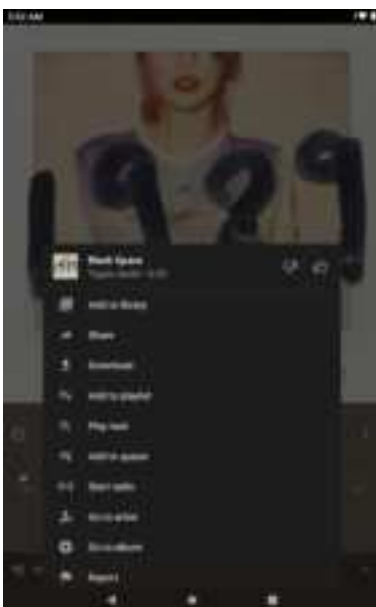 1989
Blank Space
Add to library
Share
Download
Add to playlist
Play next
Add to queue
Start radio
Go to artist
Go to album
Report